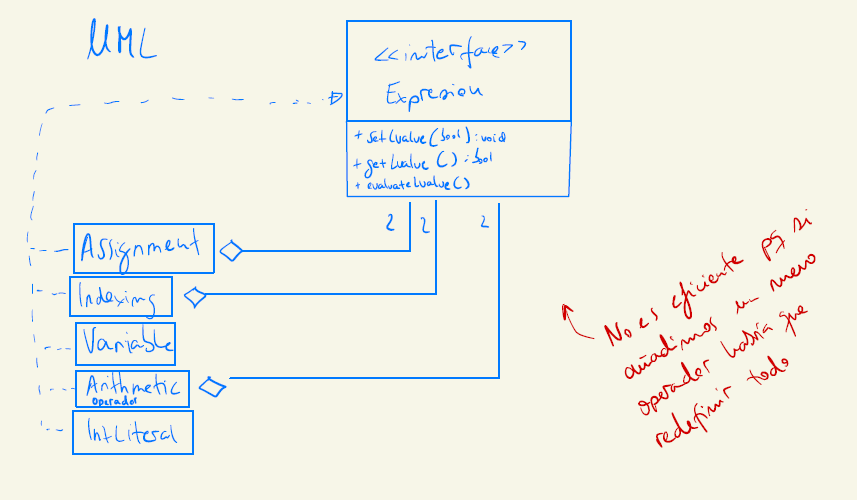 UML
<<interface>>
Expresion
+ setLvalue(bool):void
+ getLvalue():bool
+ evaluateLvalue()
2
2
2
Assignment
Indexing
Variable
Arithmetic
operador
IntLiteral
No es eficiente pq si
añadimos un nuevo
operador habría que
redefinir todo